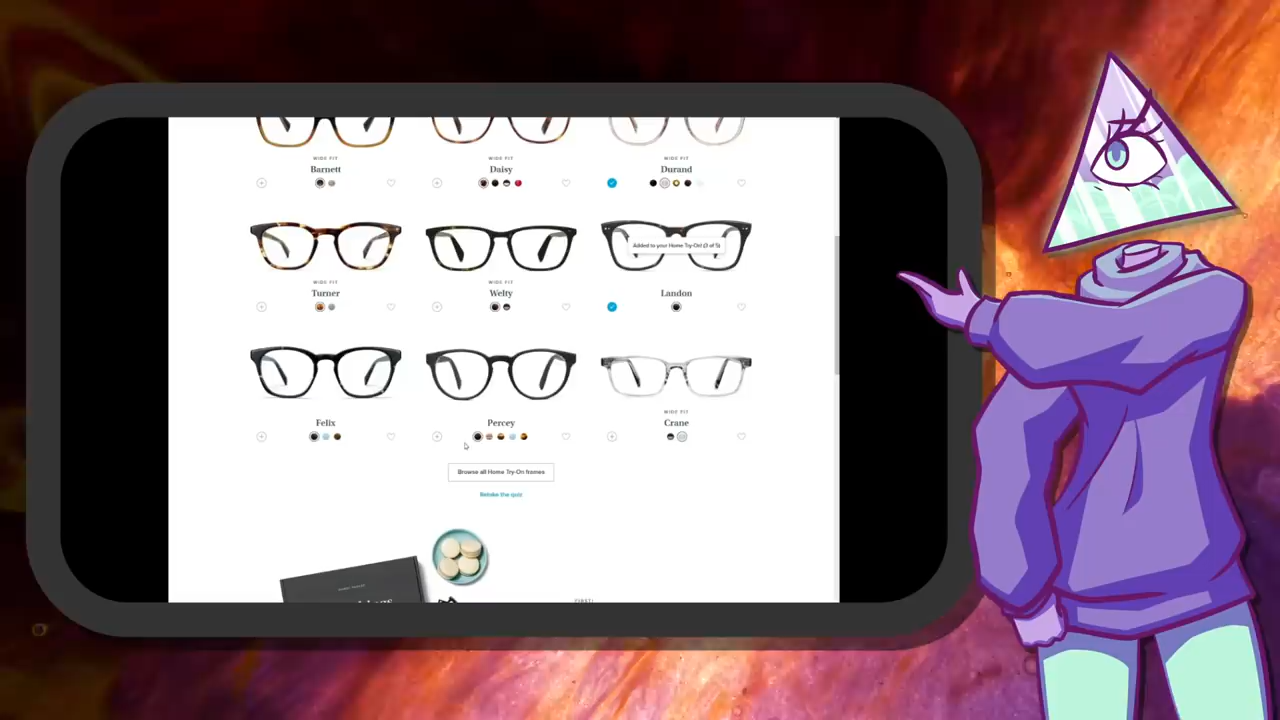 WIDE FIT
Barnett
WIDE FIT
Daisy
WIDE FIT
Durand
WIDE FIT
Turner
WIDE FIT
Welty
Added to your Home Try-On! (3 of 5)
Landon
Felix
Percey
WIDE FIT
Crane
Browse all Home Try-On frames
Retake the quiz
FIRST: